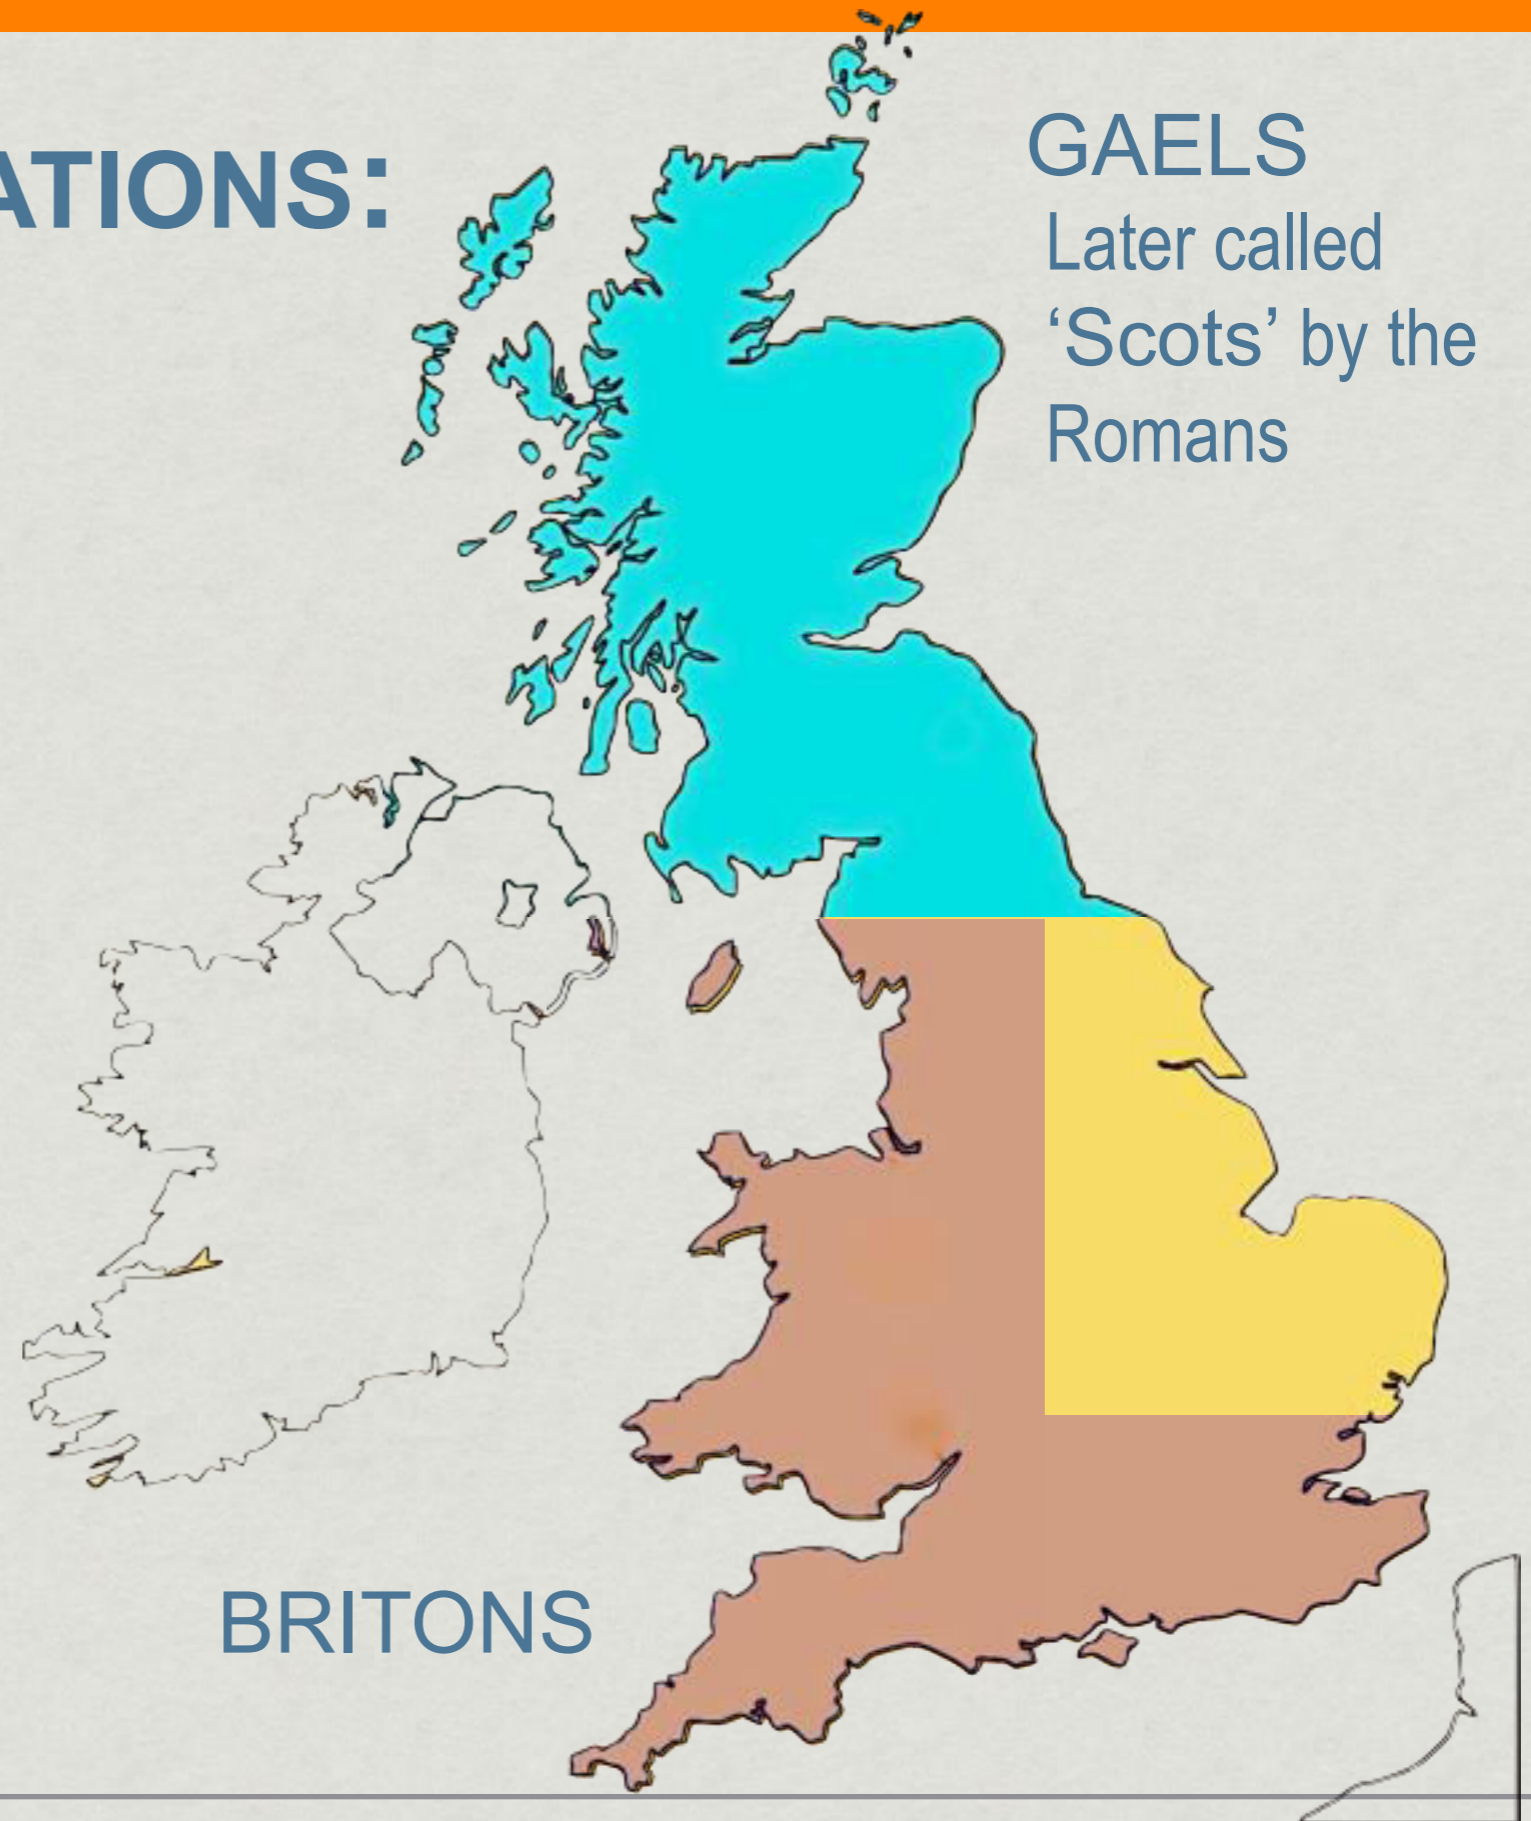 ATIONS:
GAELS
Later called
‘Scots’ by the
Romans
BRITONS